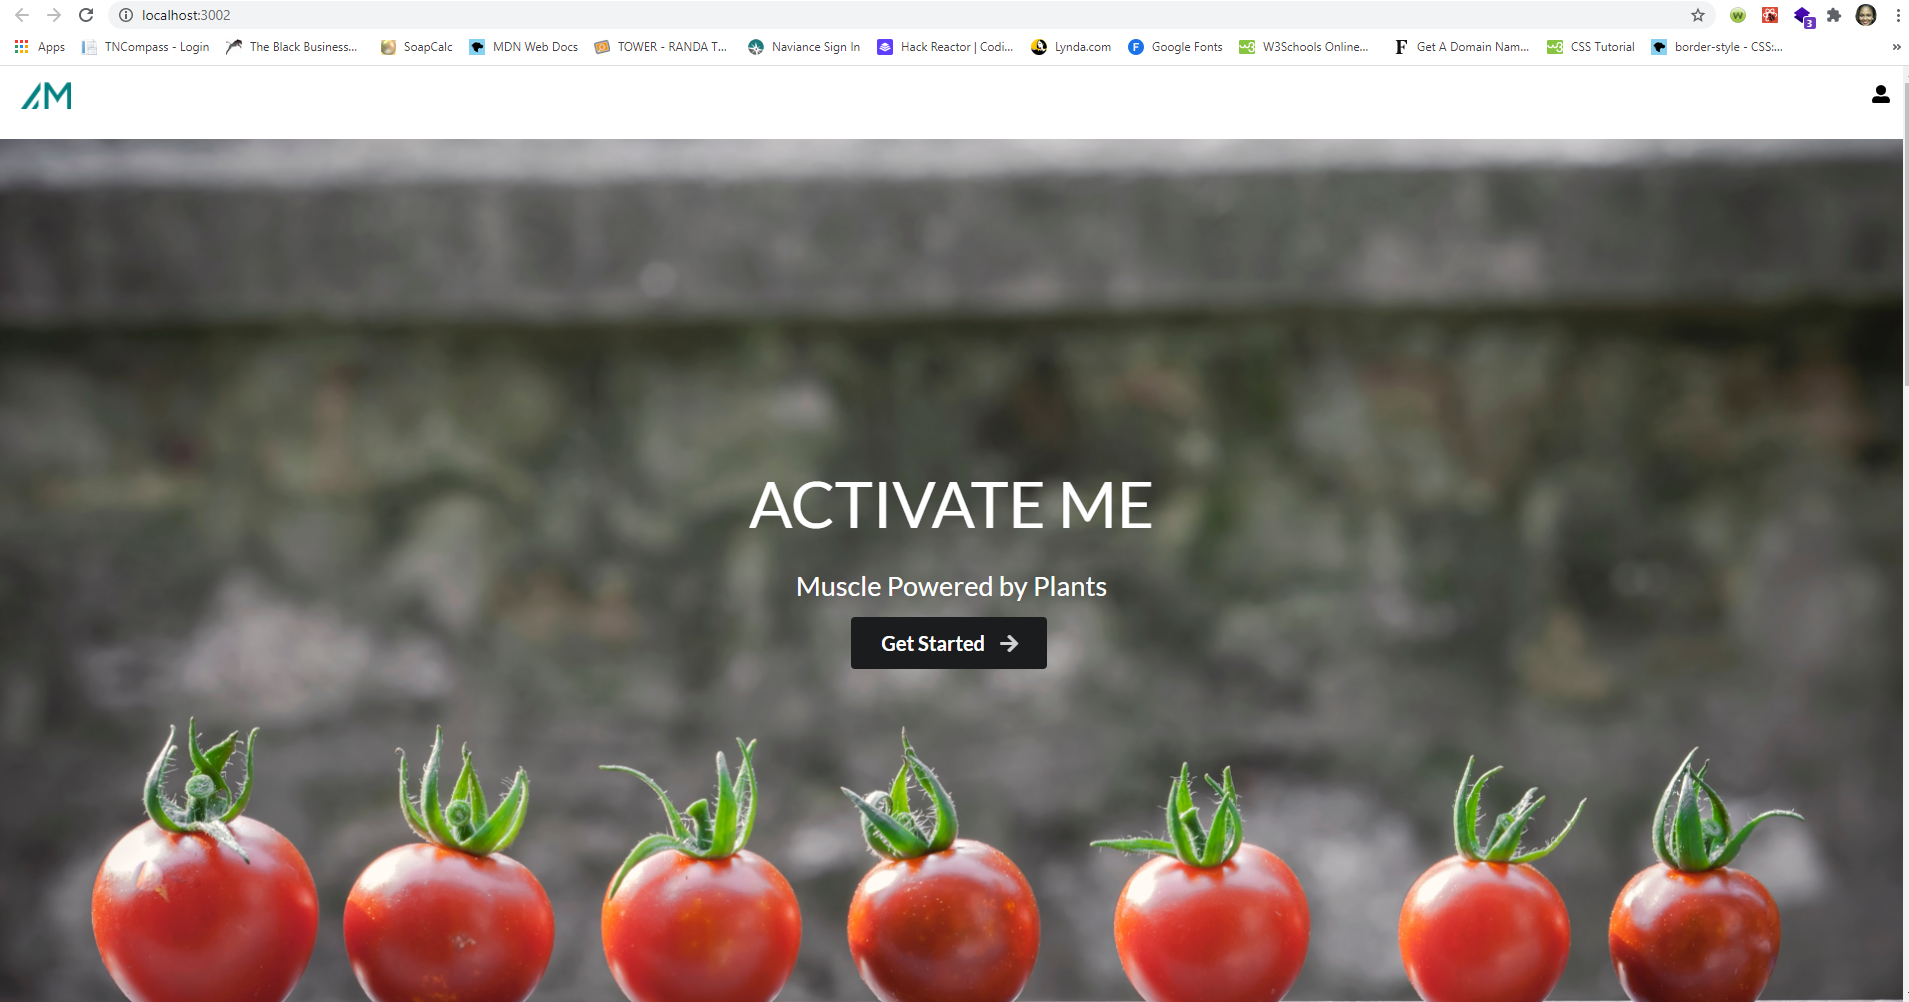 localhost:3002
Apps TNCompass - Login The Black Business... SoapCalc MDN Web Docs TOWER - RANDA T... Naviance Sign In Hack Reactor | Codi... Lynda.com F Google Fonts W3Schools Online... F Get A Domain Nam... CSS Tutorial border-style - CSS:... »
W 3
AM
ACTIVATE ME
Muscle Powered by Plants
Get Started